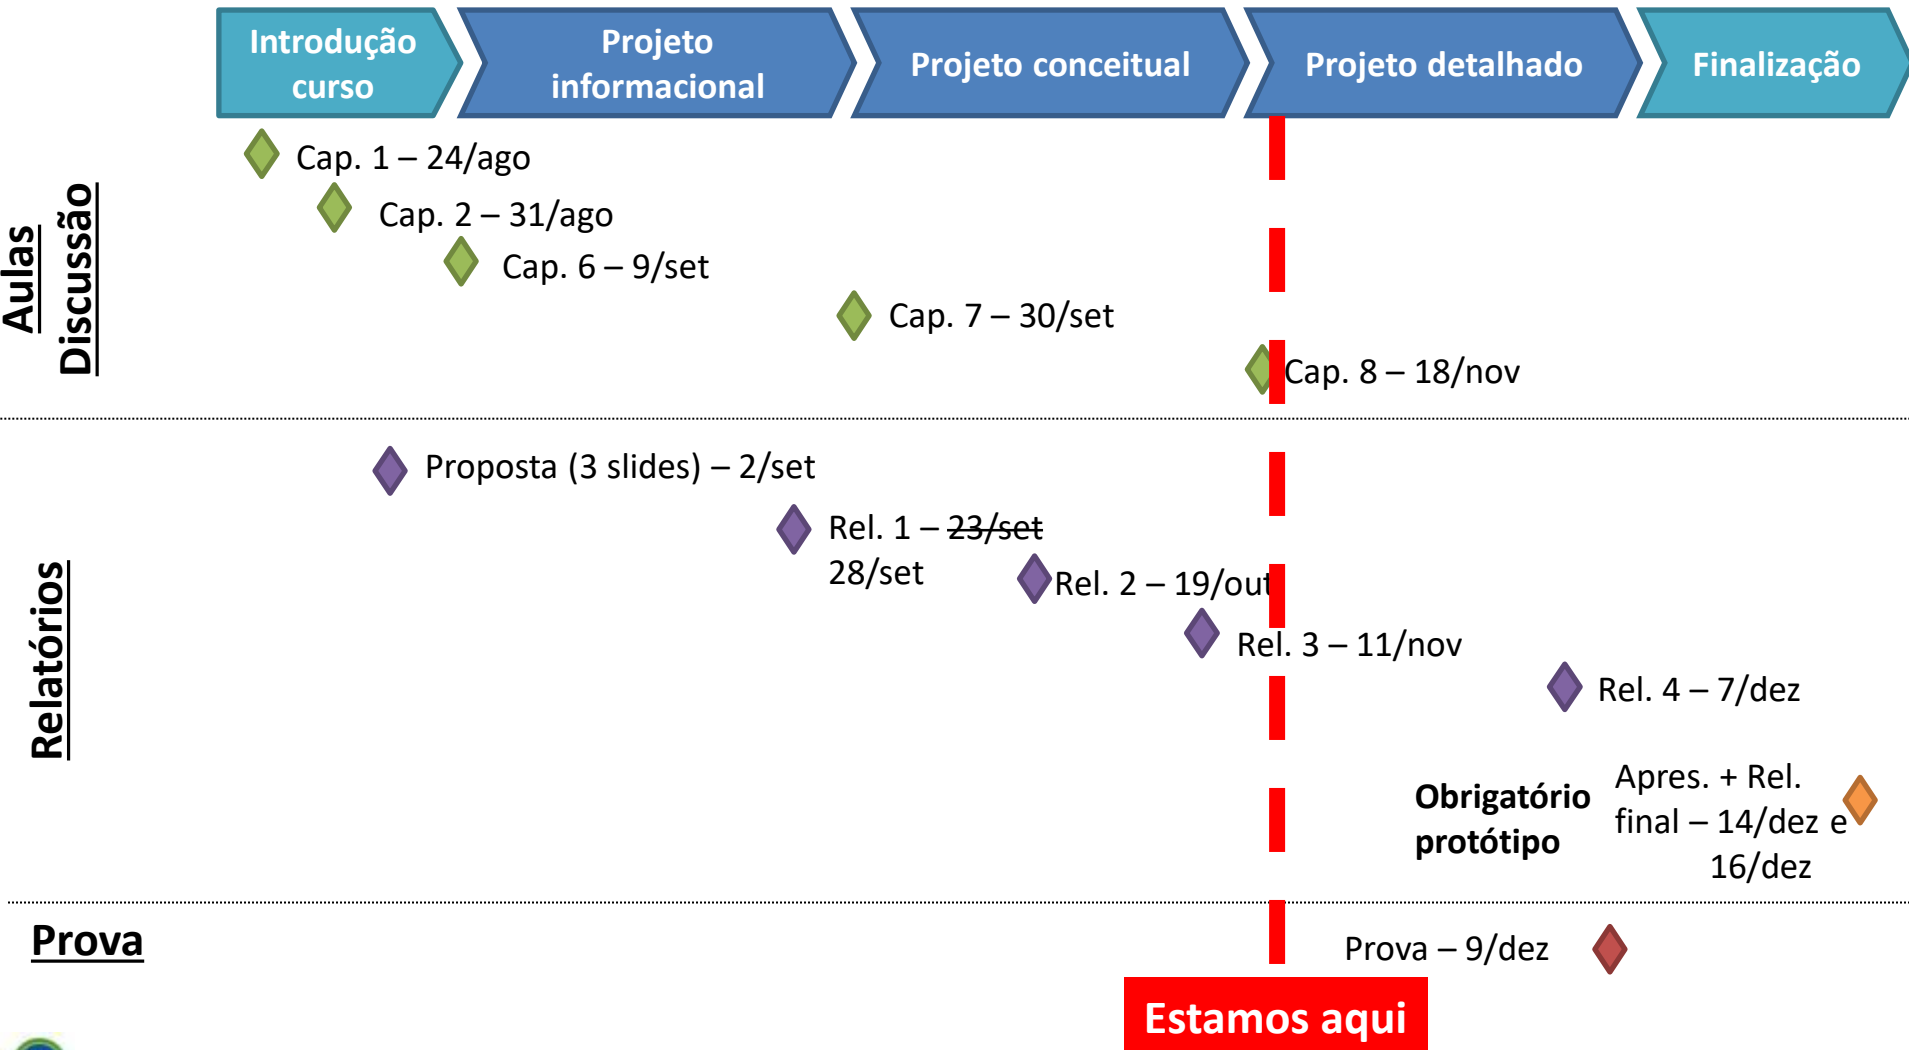 Introdução
curso
Projeto
informacional
Projeto conceitual
Projeto detalhado
Finalização
Aulas
Discussão
Cap. 1 – 24/ago
Cap. 2 – 31/ago
Cap. 6 – 9/set
Cap. 7 – 30/set
Cap. 8 – 18/nov
Relatórios
Proposta (3 slides) – 2/set
Rel. 1 – 23/set
28/set
Rel. 2 – 19/out
Rel. 3 – 11/nov
Rel. 4 – 7/dez
Obrigatório
protótipo
Apres. + Rel.
final – 14/dez e
16/dez
Prova
Prova – 9/dez
Estamos aqui